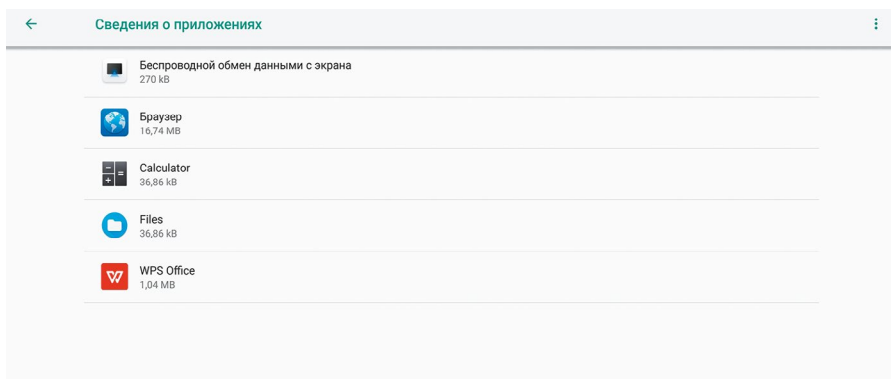 Сведения о приложениях
Беспроводной обмен данными с экрана
270 kB
Браузер
16,74 MB
Calculator
36,86 kB
Files
36,86 kB
WPS Office
1,04 MB